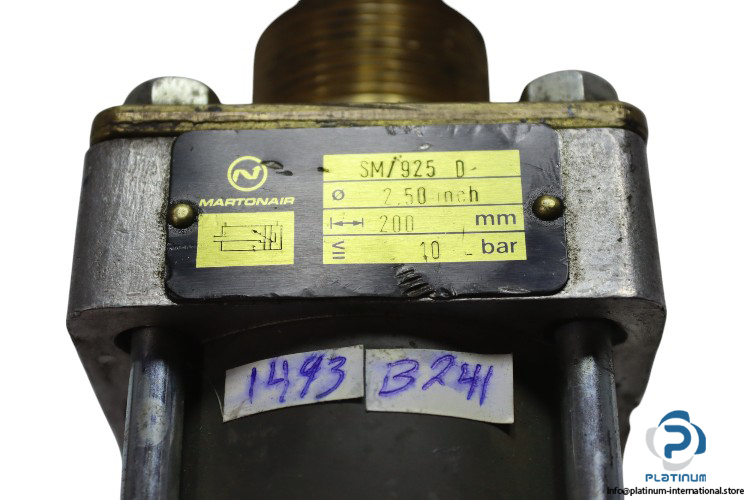 SM/925 D
MARTONAIR
ø 2.50 inch
200 mm
≤ 10 bar
1493 B241
PLATINUM
info@platinum-international.store